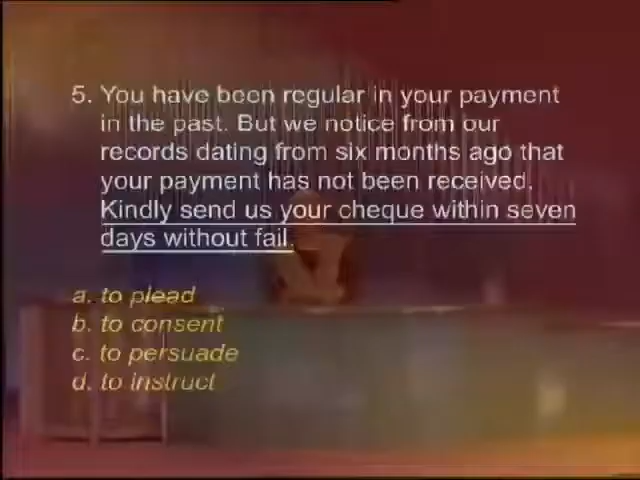 5. You have been regular in your payment
in the past. But we notice from our
records dating from six months ago that
your payment has not been received.
Kindly send us your cheque within seven
days without fail.
a. to plead
b. to consent
c. to persuade
d. to instruct